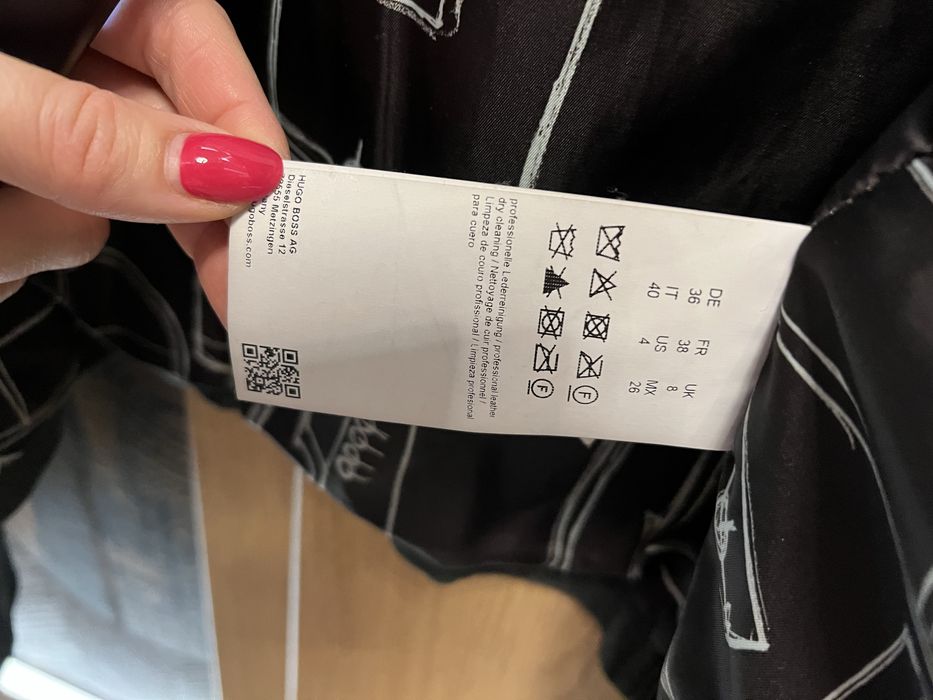 DE FR UK
36 38 8
IT US MX
40 4 26
F
F
professionelle Lederreinigung / professional leather
dry cleaning / Nettoyage de cuir professionnel /
Limpeza de couro profissional / Limpieza profesional
para cuero
HUGO BOSS AG
Dieselstrasse 12
Metzingen